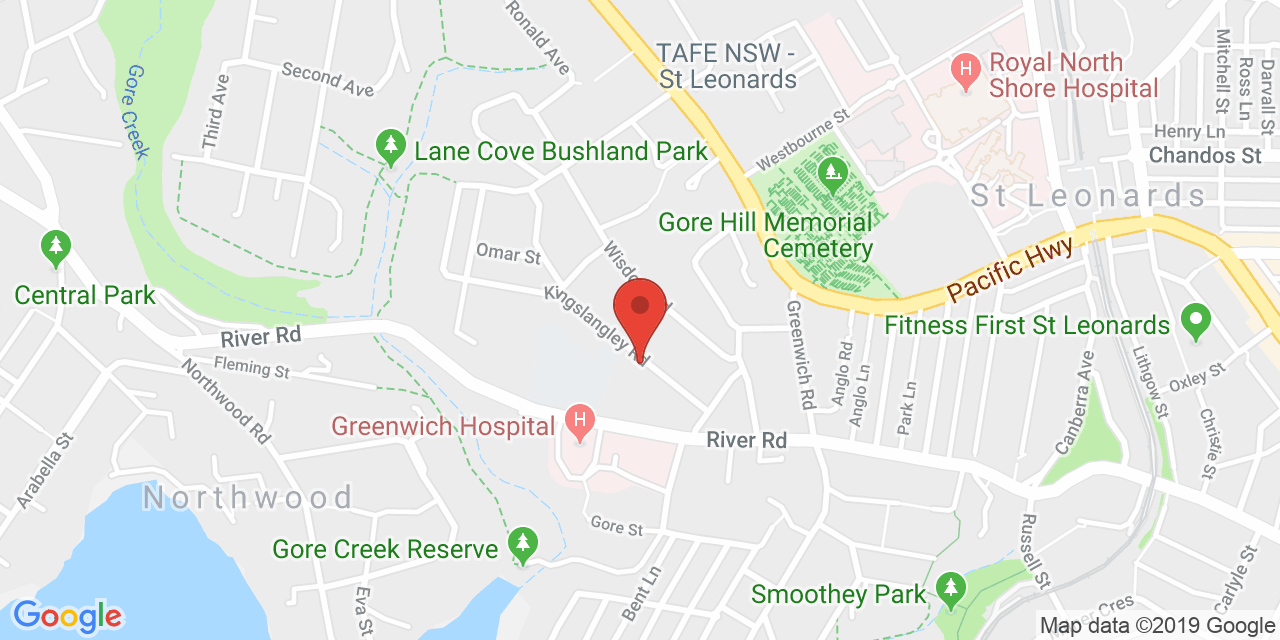 Ronald Ave
TAFE NSW -
St Leonards
Royal North
Shore Hospital
Mitchell St
Ross Ln
Darvall St
Second Ave
Third Ave
Gore Creek
Westbourne St
Henry Ln
Chandos St
Lane Cove Bushland Park
St Leonards
Gore Hill Memorial
Cemetery
Omar St
Pacific Hwy
Central Park
Kingslangley Rd
Greenwich Rd
Fitness First St Leonards
River Rd
Fleming St
Northwood Rd
Anglo Rd
Anglo Ln
Park Ln
Canberra Ave
Lithgow St
Oxley St
Christie St
Greenwich Hospital
River Rd
Arabella St
Northwood
Gore St
Gore Creek Reserve
Russell St
Smoothey Park
Bent Ln
Eva St
Carlyle St
Cres
Google
Map data ©2019 Google